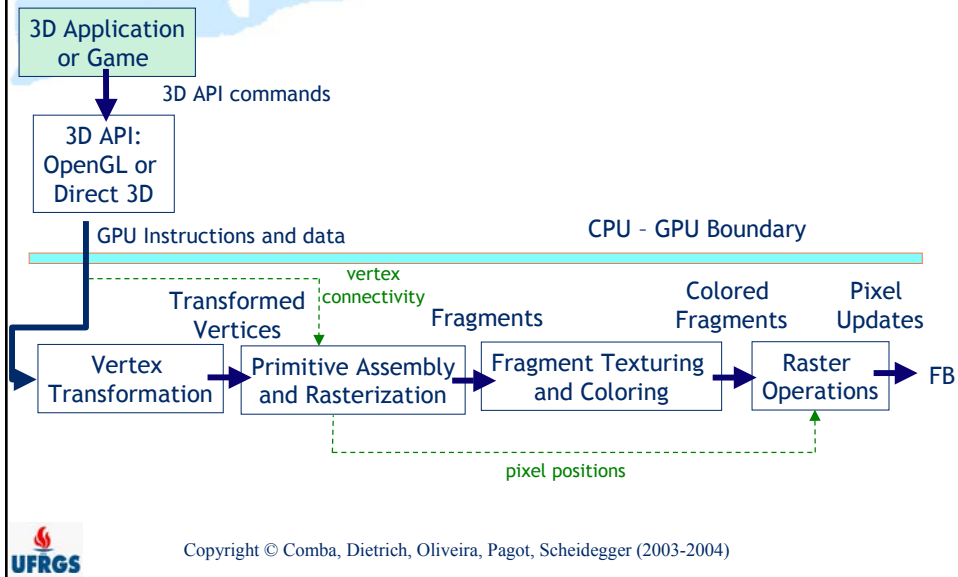 3D Application
or Game
3D API commands
3D API:
OpenGL or
Direct 3D
GPU Instructions and data
CPU – GPU Boundary
vertex
connectivity
Transformed
Vertices
Fragments
Colored
Fragments
Pixel
Updates
Vertex
Transformation
Primitive Assembly
and Rasterization
Fragment Texturing
and Coloring
Raster
Operations
FB
pixel positions
UFRGS
Copyright © Comba, Dietrich, Oliveira, Pagot, Scheidegger (2003-2004)